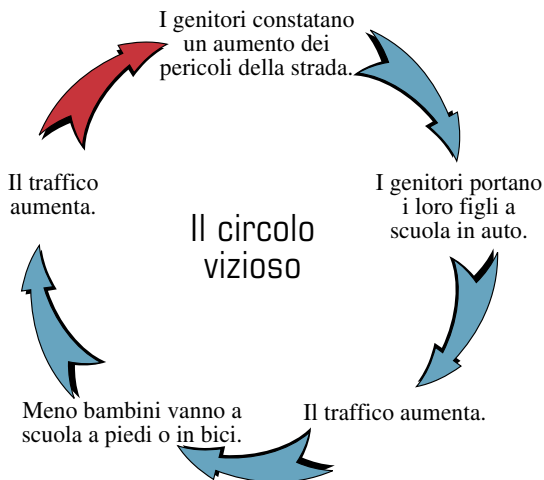 I genitori constatano
un aumento dei
pericoli della strada.
I genitori portano
i loro figli a
scuola in auto.
Il traffico aumenta.
Meno bambini vanno a
scuola a piedi o in bici.
Il traffico
aumenta.
Il circolo
vizioso